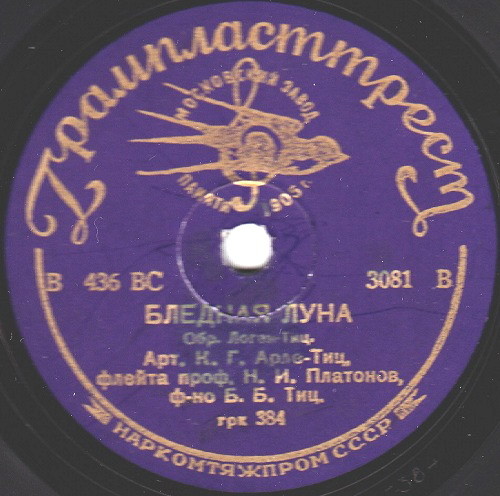 Грампласттрест
МОСКОВСКИЙ ЗАВОД
ПАМЯТИ 1905 г.
В 436 ВС 3081 В
БЛЕДНАЯ ЛУНА
Обр. Логен-Тиц,
Арт. К. Г. Арле-Тиц,
флейта проф. Н. И. Платонов,
ф-но Б. Б. Тиц.
грк 384
НАРКОМТЯЖПРОМ СССР